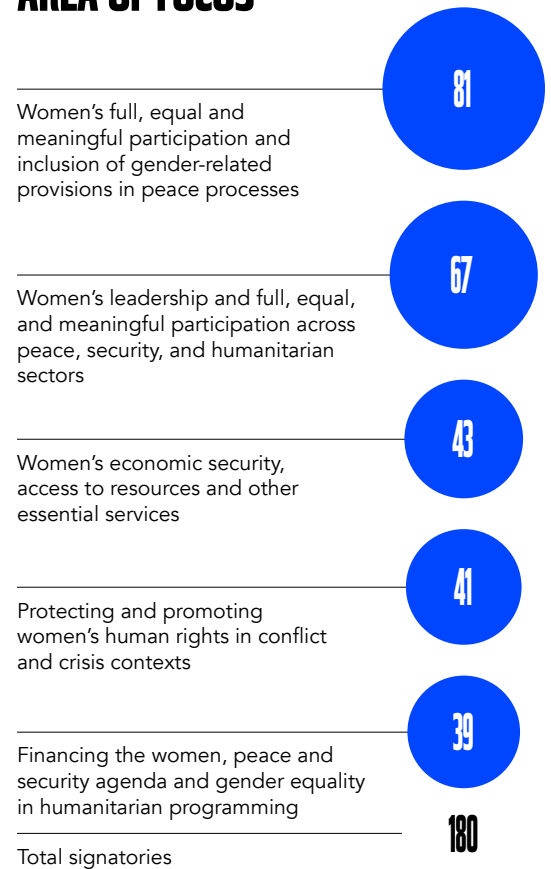 AREA OF FOCUS
81
Women’s full, equal and
meaningful participation and
inclusion of gender-related
provisions in peace processes
67
Women’s leadership and full, equal,
and meaningful participation across
peace, security, and humanitarian
sectors
43
Women’s economic security,
access to resources and other
essential services
41
Protecting and promoting
women’s human rights in conflict
and crisis contexts
39
Financing the women, peace and
security agenda and gender equality
in humanitarian programming
180
Total signatories